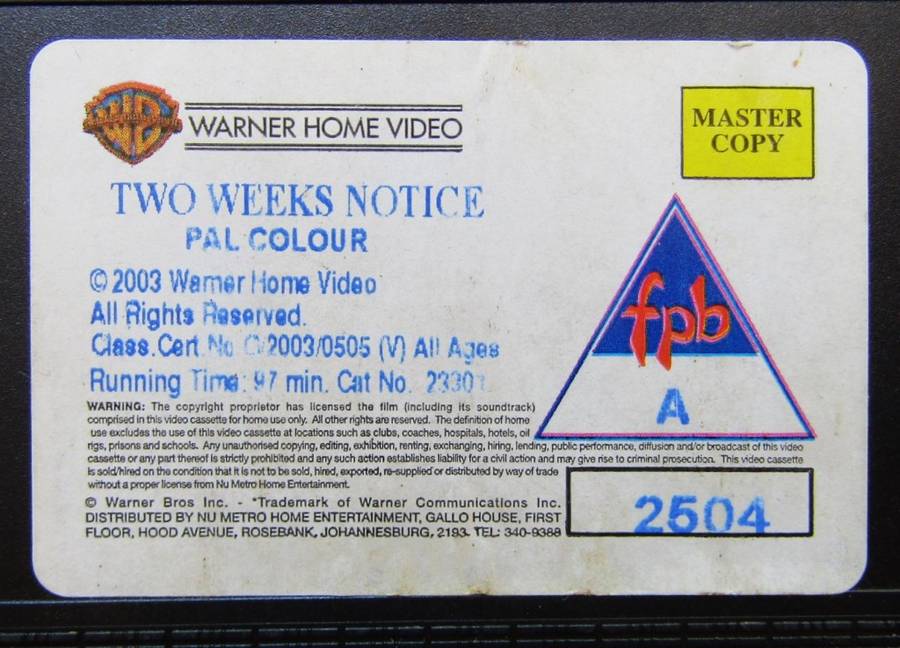 WB
WARNER HOME VIDEO
MASTER
COPY
TWO WEEKS NOTICE
PAL COLOUR
© 2003 Warner Home Video
All Rights Reserved.
Class.Cert No C/2003/0505 (V) All Ages
Running Time: 97 min. Cat No. 23301
fpb
A
WARNING: The copyright proprietor has licensed the film (including its soundtrack)
comprised in this video cassette for home use only. All other rights are reserved. The definition of home
use excludes the use of this video cassette at locations such as clubs, coaches, hospitals, hotels, oil
rigs, prisons and schools. Any unauthorised copying, editing, exhibition, renting, exchanging, hiring, lending, public performance, diffusion and/or broadcast of this video
cassette or any part thereof is strictly prohibited and any such action establishes liability for a civil action and may give rise to criminal prosecution. This video cassette
is sold/hired on the condition that it is not to be sold, hired, exported, re-supplied or distributed by way of trade
without a proper license from Nu Metro Home Entertainment.
© Warner Bros Inc. - *Trademark of Warner Communications Inc.
DISTRIBUTED BY NU METRO HOME ENTERTAINMENT, GALLO HOUSE, FIRST
FLOOR, HOOD AVENUE, ROSEBANK, JOHANNESBURG, 2193. TEL: 340-9388
2504